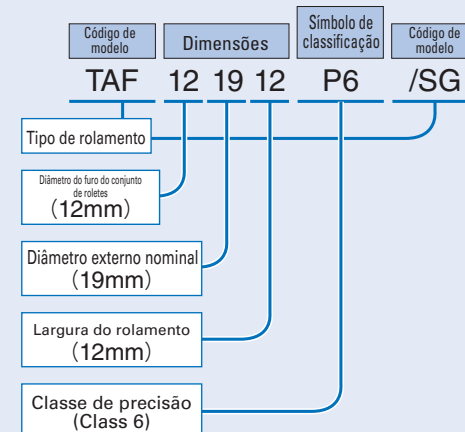 Código de
modelo
Dimensões
Símbolo de
classificação
Código de
modelo
TAF 12 19 12 P6 /SG
Tipo de rolamento
Diâmetro do furo do conjunto
de roletes
(12mm)
Diâmetro externo nominal
(19mm)
Largura do rolamento
(12mm)
Classe de precisão
(Class 6)